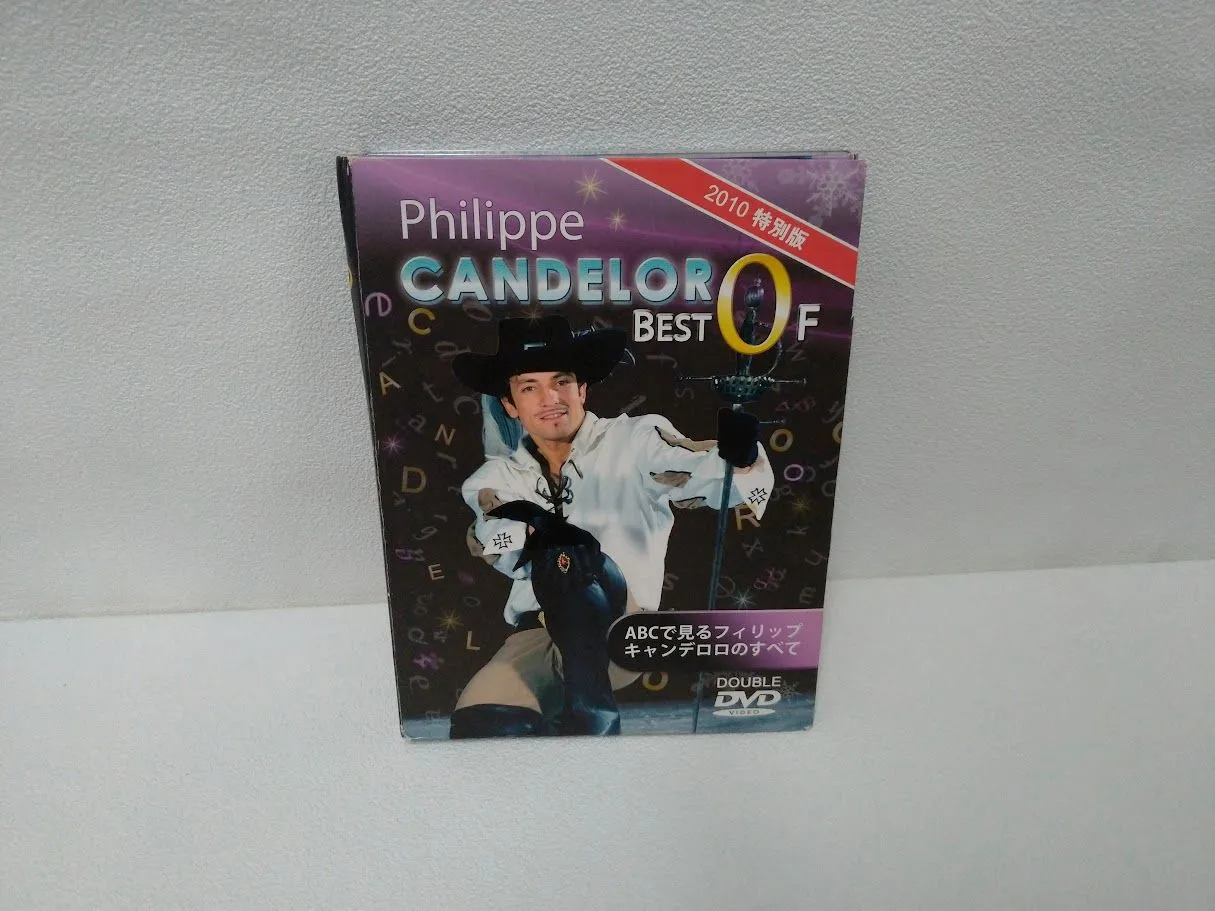 2010 特別版
Philippe
CANDELORO
BEST OF
ABCで見るフィリップ
キャンデロロのすべて
DOUBLE
DVD
VIDEO